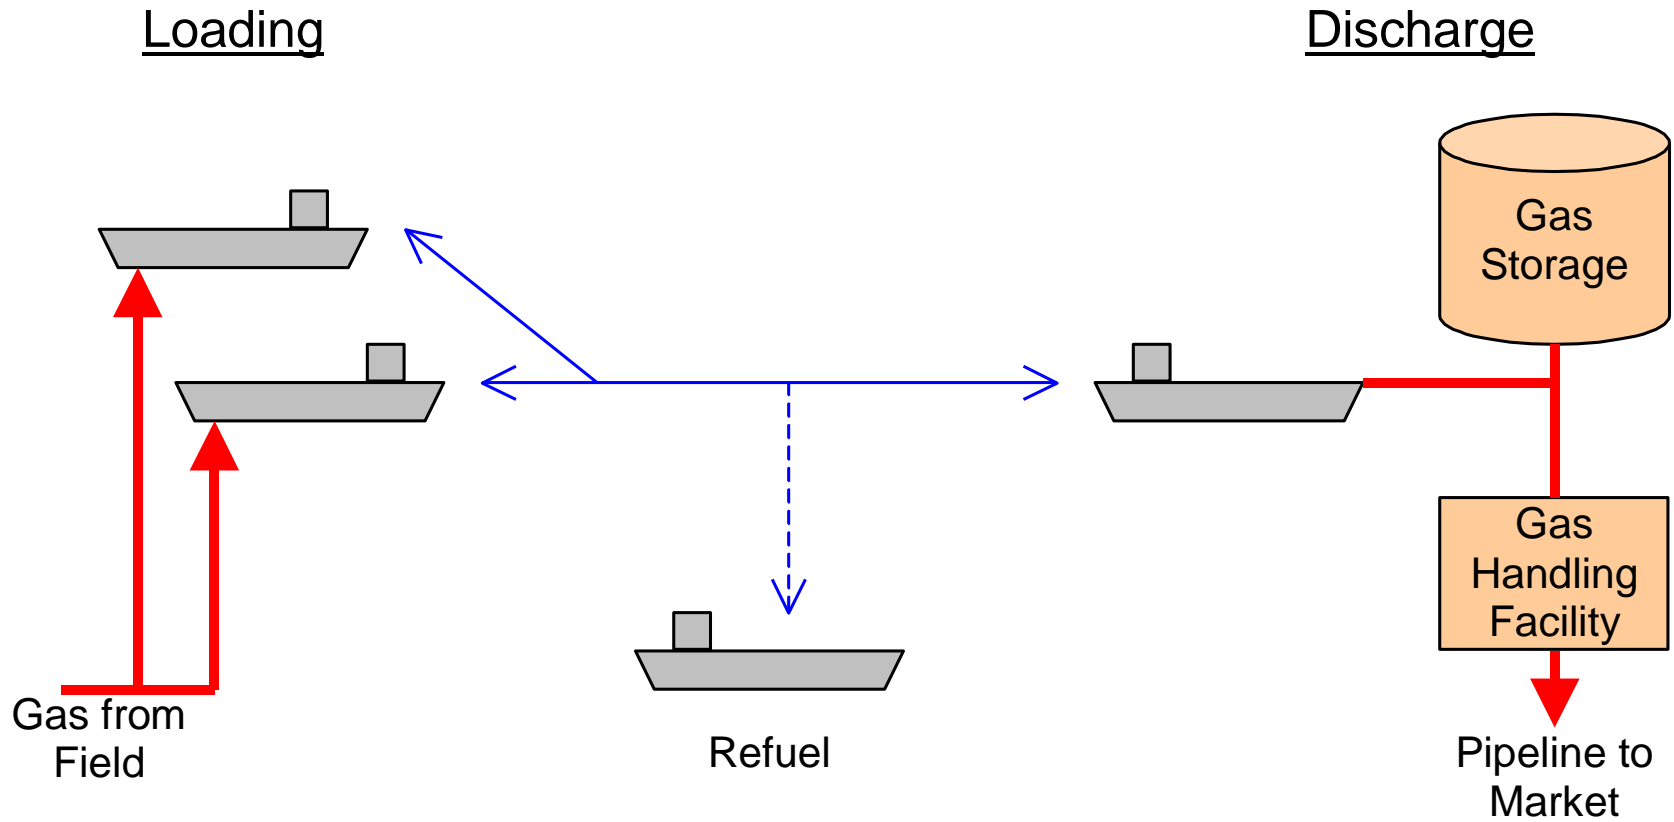 Loading
Discharge
Gas
Storage
Gas
Handling
Facility
Gas from
Field
Refuel
Pipeline to
Market